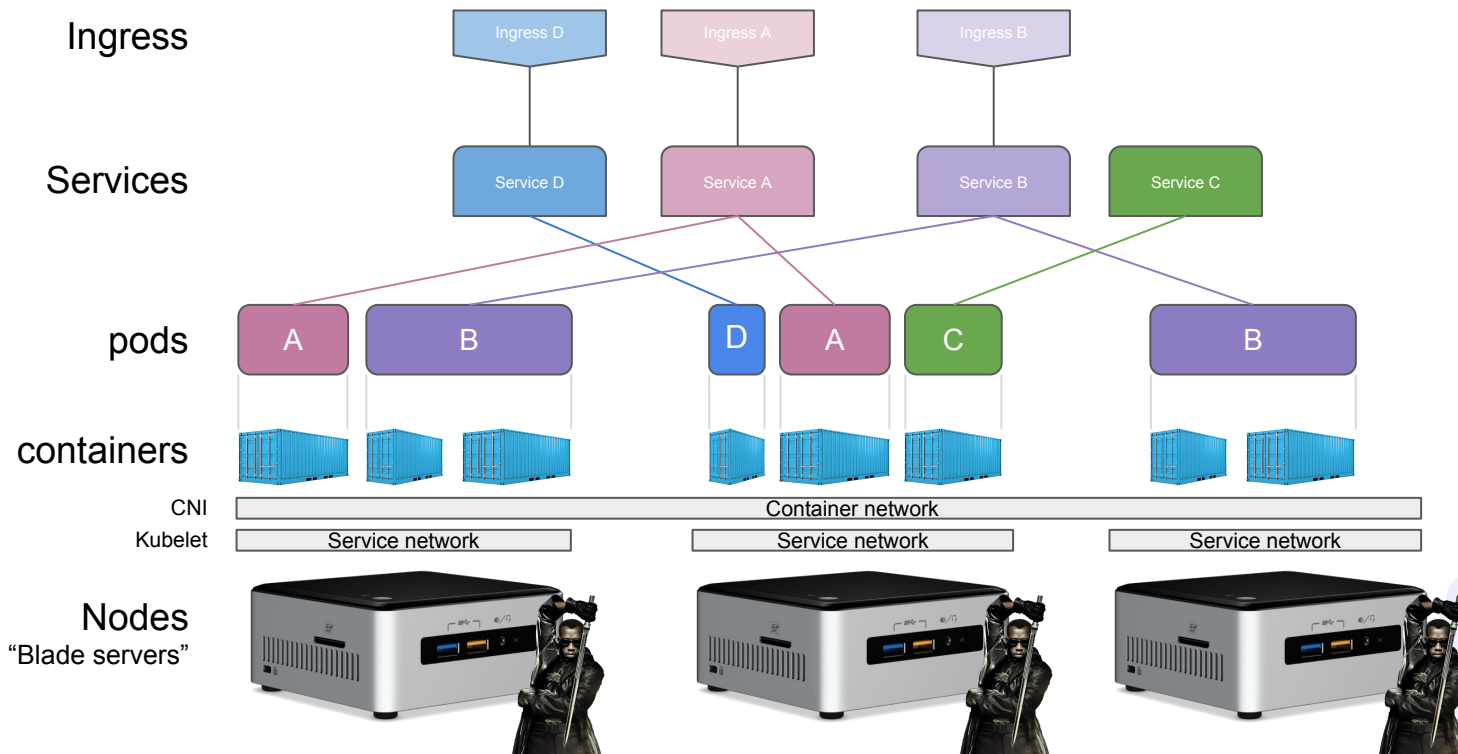 Ingress
Ingress D
Ingress A
Ingress B
Services
Service D
Service A
Service B
Service C
pods
A
B
D
A
C
B
containers
CNI
Container network
Kubelet
Service network
Service network
Service network
Nodes
“Blade servers”